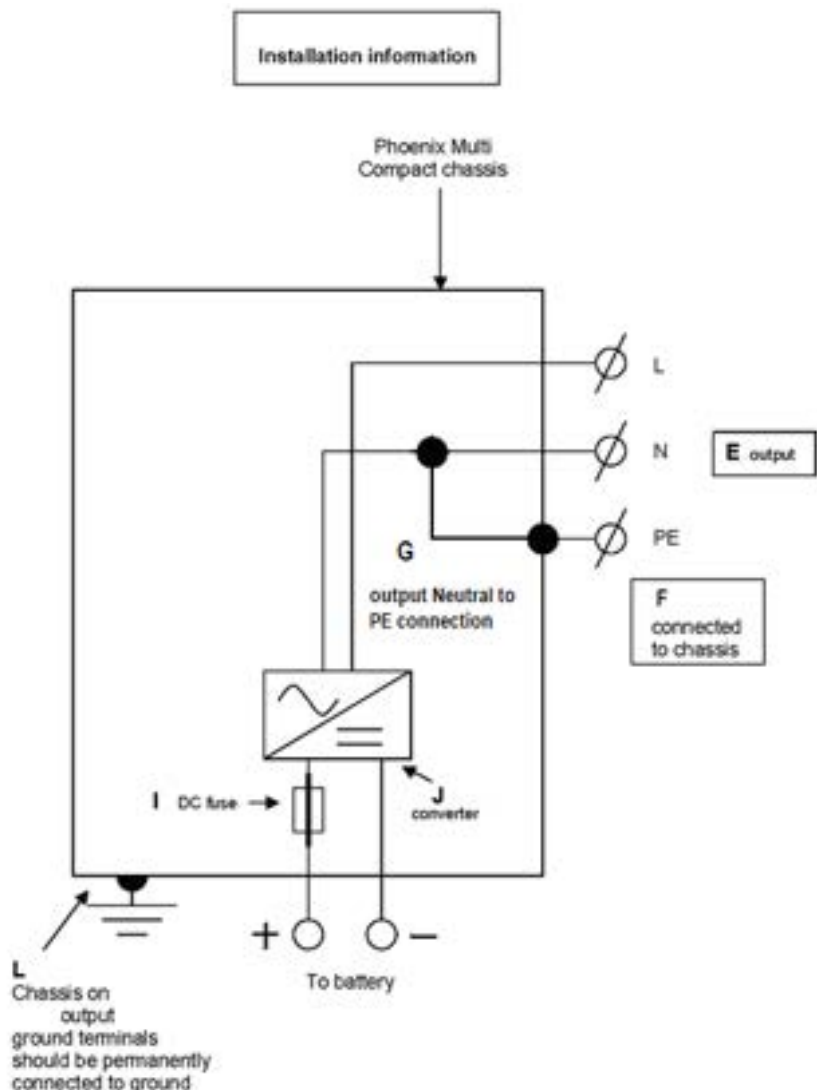 Installation information
Phoenix Multi
Compact chassis
L
N
E output
PE
G
output Neutral to
PE connection
F
connected
to chassis
I DC fuse
J
converter
+
−
To battery
L
Chassis on
output
ground terminals
should be permanently
connected to ground